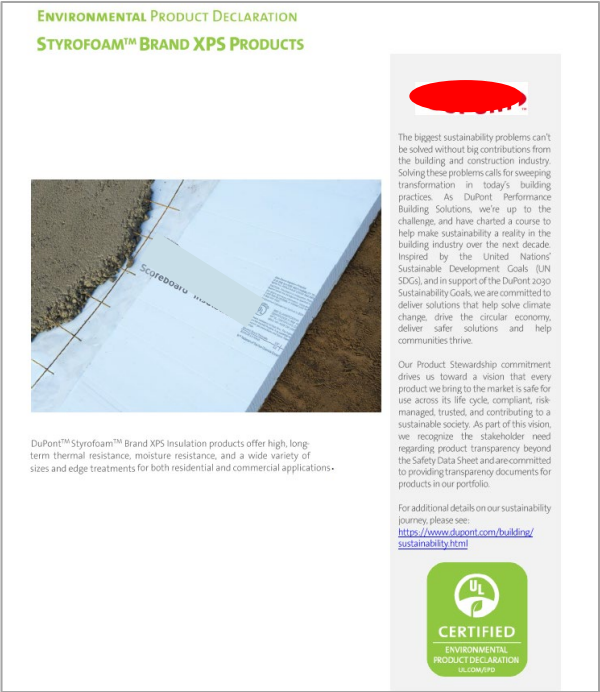 ENVIRONMENTAL PRODUCT DECLARATION
STYROFOAM™ BRAND XPS PRODUCTS
The biggest sustainability problems can't
be solved without big contributions from
the building and construction industry.
Solving these problems calls for sweeping
transformation in today's building
practices. As DuPont Performance
Building Solutions, we're up to the
challenge, and have charted a course to
help make sustainability a reality in the
building industry over the next decade.
Inspired by the United Nations'
Sustainable Development Goals (UN
SDGs), and in support of the DuPont 2030
Sustainability Goals, we are committed to
deliver solutions that help solve climate
change, drive the circular economy,
deliver safer solutions and help
communities thrive.
Our Product Stewardship commitment
drives us toward a vision that every
product we bring to the market is safe for
use across its life cycle, compliant, risk-
managed, trusted, and contributing to a
sustainable society. As part of this vision,
we recognize the stakeholder need
regarding product transparency beyond
the Safety Data Sheet and are committed
to providing transparency documents for
products in our portfolio.
For additional details on our sustainability
journey, please see:
https://www.dupont.com/building/
sustainability.html
Scoreboard
DuPont™ Styrofoam™ Brand XPS Insulation products offer high, long-
term thermal resistance, moisture resistance, and a wide variety of
sizes and edge treatments for both residential and commercial applications.
UL
CERTIFIED
ENVIRONMENTAL
PRODUCT DECLARATION
UL.COM/EPD